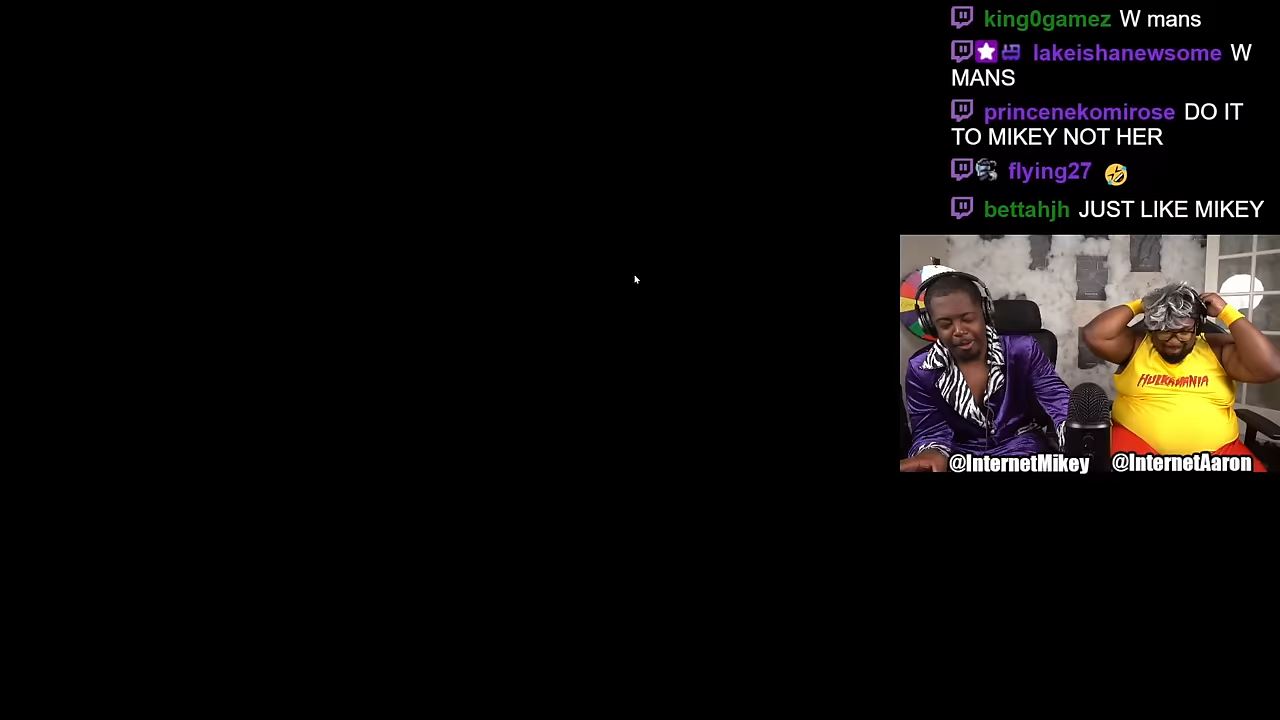 king0gamez W mans
lakeishanewsome W
MANS
princenekomirose DO IT
TO MIKEY NOT HER
flying27 🤣
bettahjh JUST LIKE MIKEY
HULKAMANIA
@InternetMikey @InternetAaron